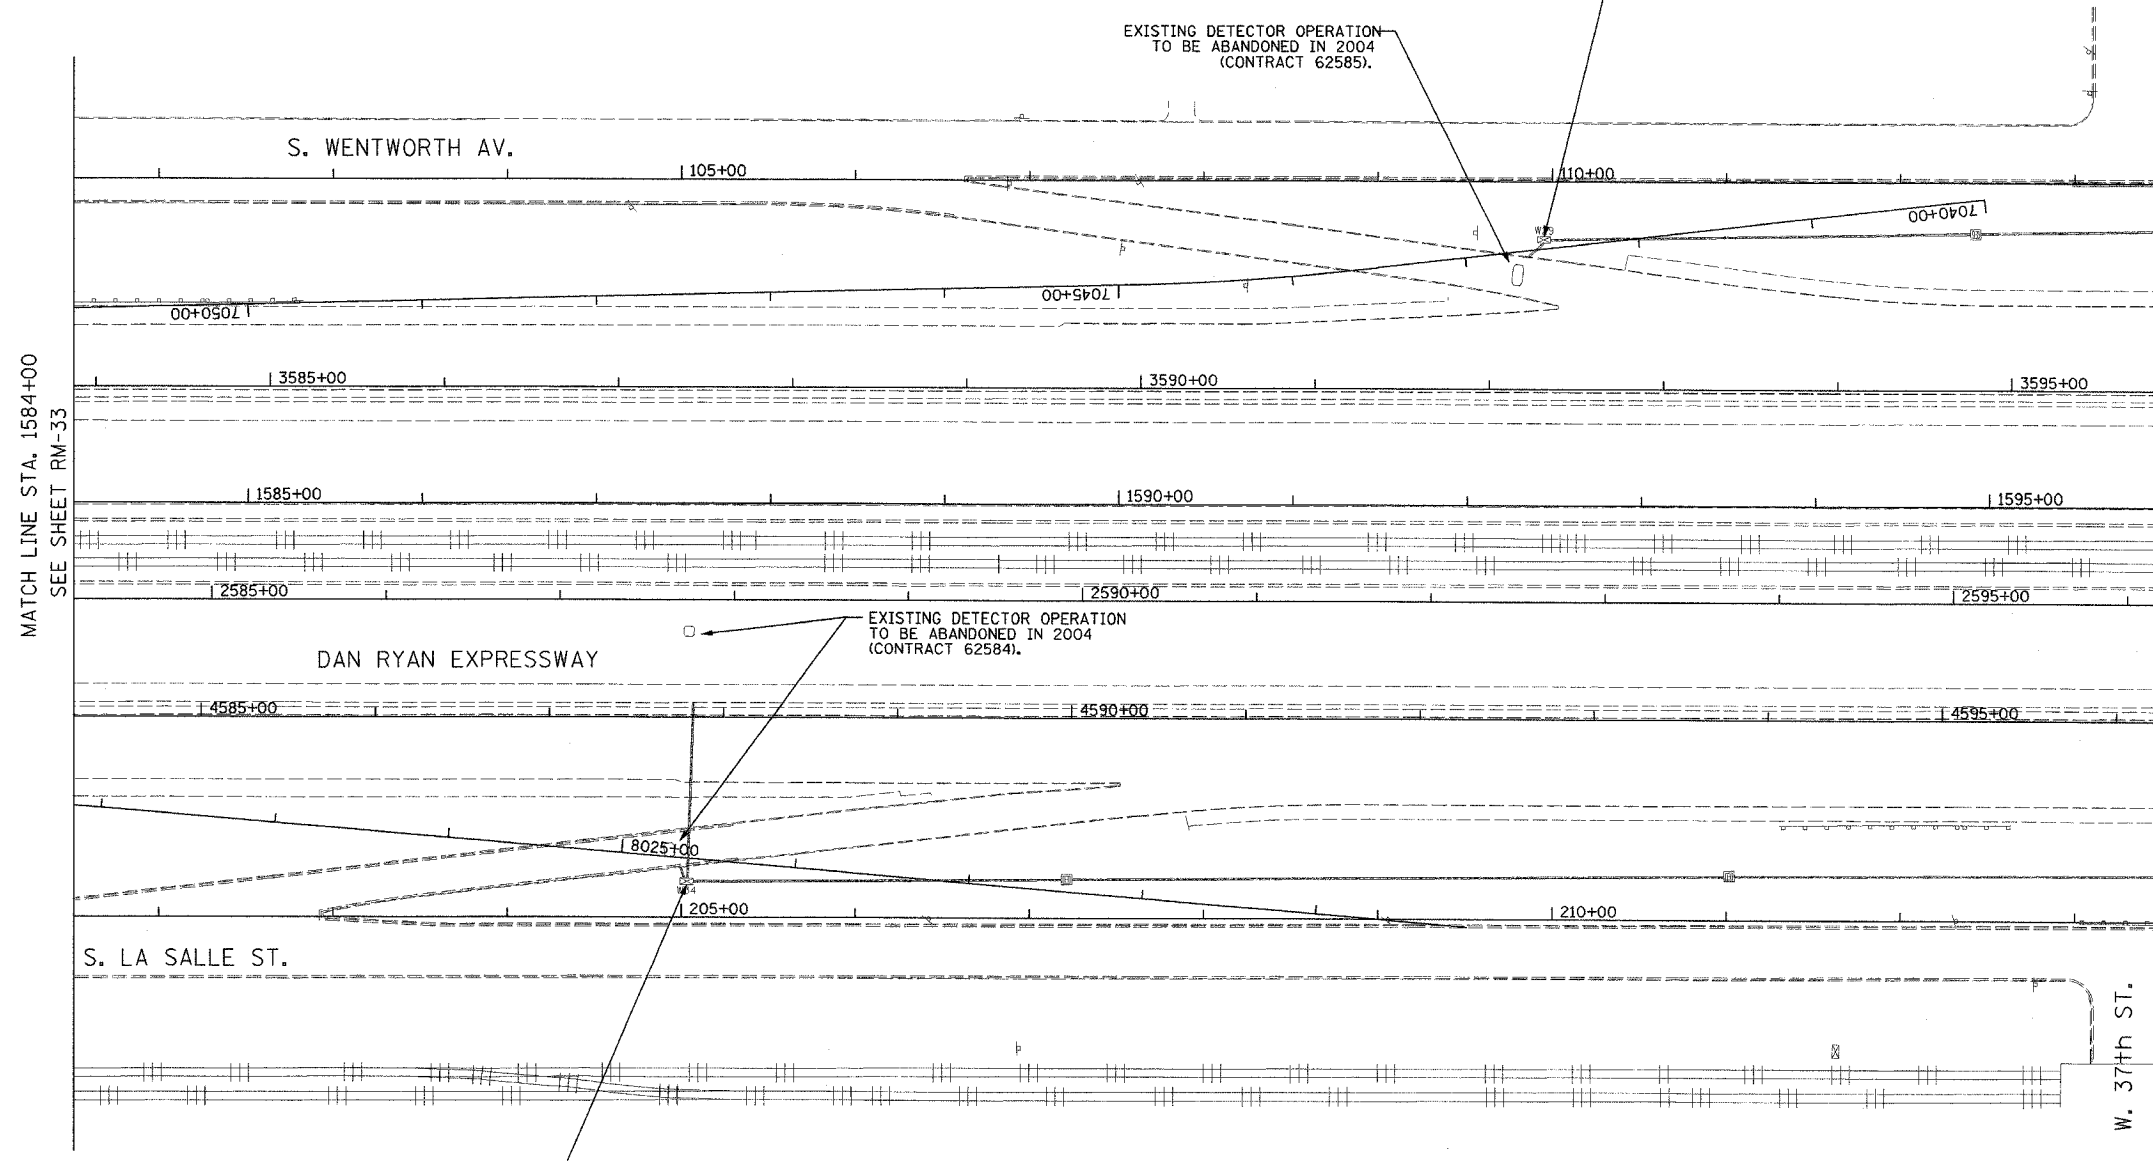 EXISTING DETECTOR OPERATION
TO BE ABANDONED IN 2004
(CONTRACT 62585).
S. WENTWORTH AV.
105+00
110+00
7040+00
7045+00
7050+00
MATCH LINE STA. 1584+00
SEE SHEET RM-33
3585+00
3590+00
3595+00
1585+00
1590+00
1595+00
2585+00
2590+00
2595+00
EXISTING DETECTOR OPERATION
TO BE ABANDONED IN 2004
(CONTRACT 62584).
DAN RYAN EXPRESSWAY
4585+00
4590+00
4595+00
8025+00
205+00
210+00
S. LA SALLE ST.
W. 37th ST.